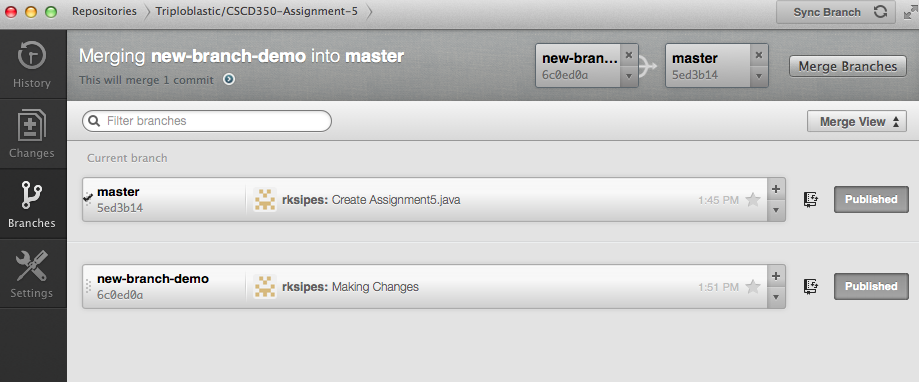 Repositories
Triploblastic/CSCD350-Assignment-5
Sync Branch
History
Changes
Branches
Settings
Merging new-branch-demo into master
This will merge 1 commit
new-bran...
6c0ed0a
master
5ed3b14
Merge Branches
Filter branches
Merge View
Current branch
master
5ed3b14
rksipes: Create Assignment5.java
1:45 PM
Published
new-branch-demo
6c0ed0a
rksipes: Making Changes
1:51 PM
Published